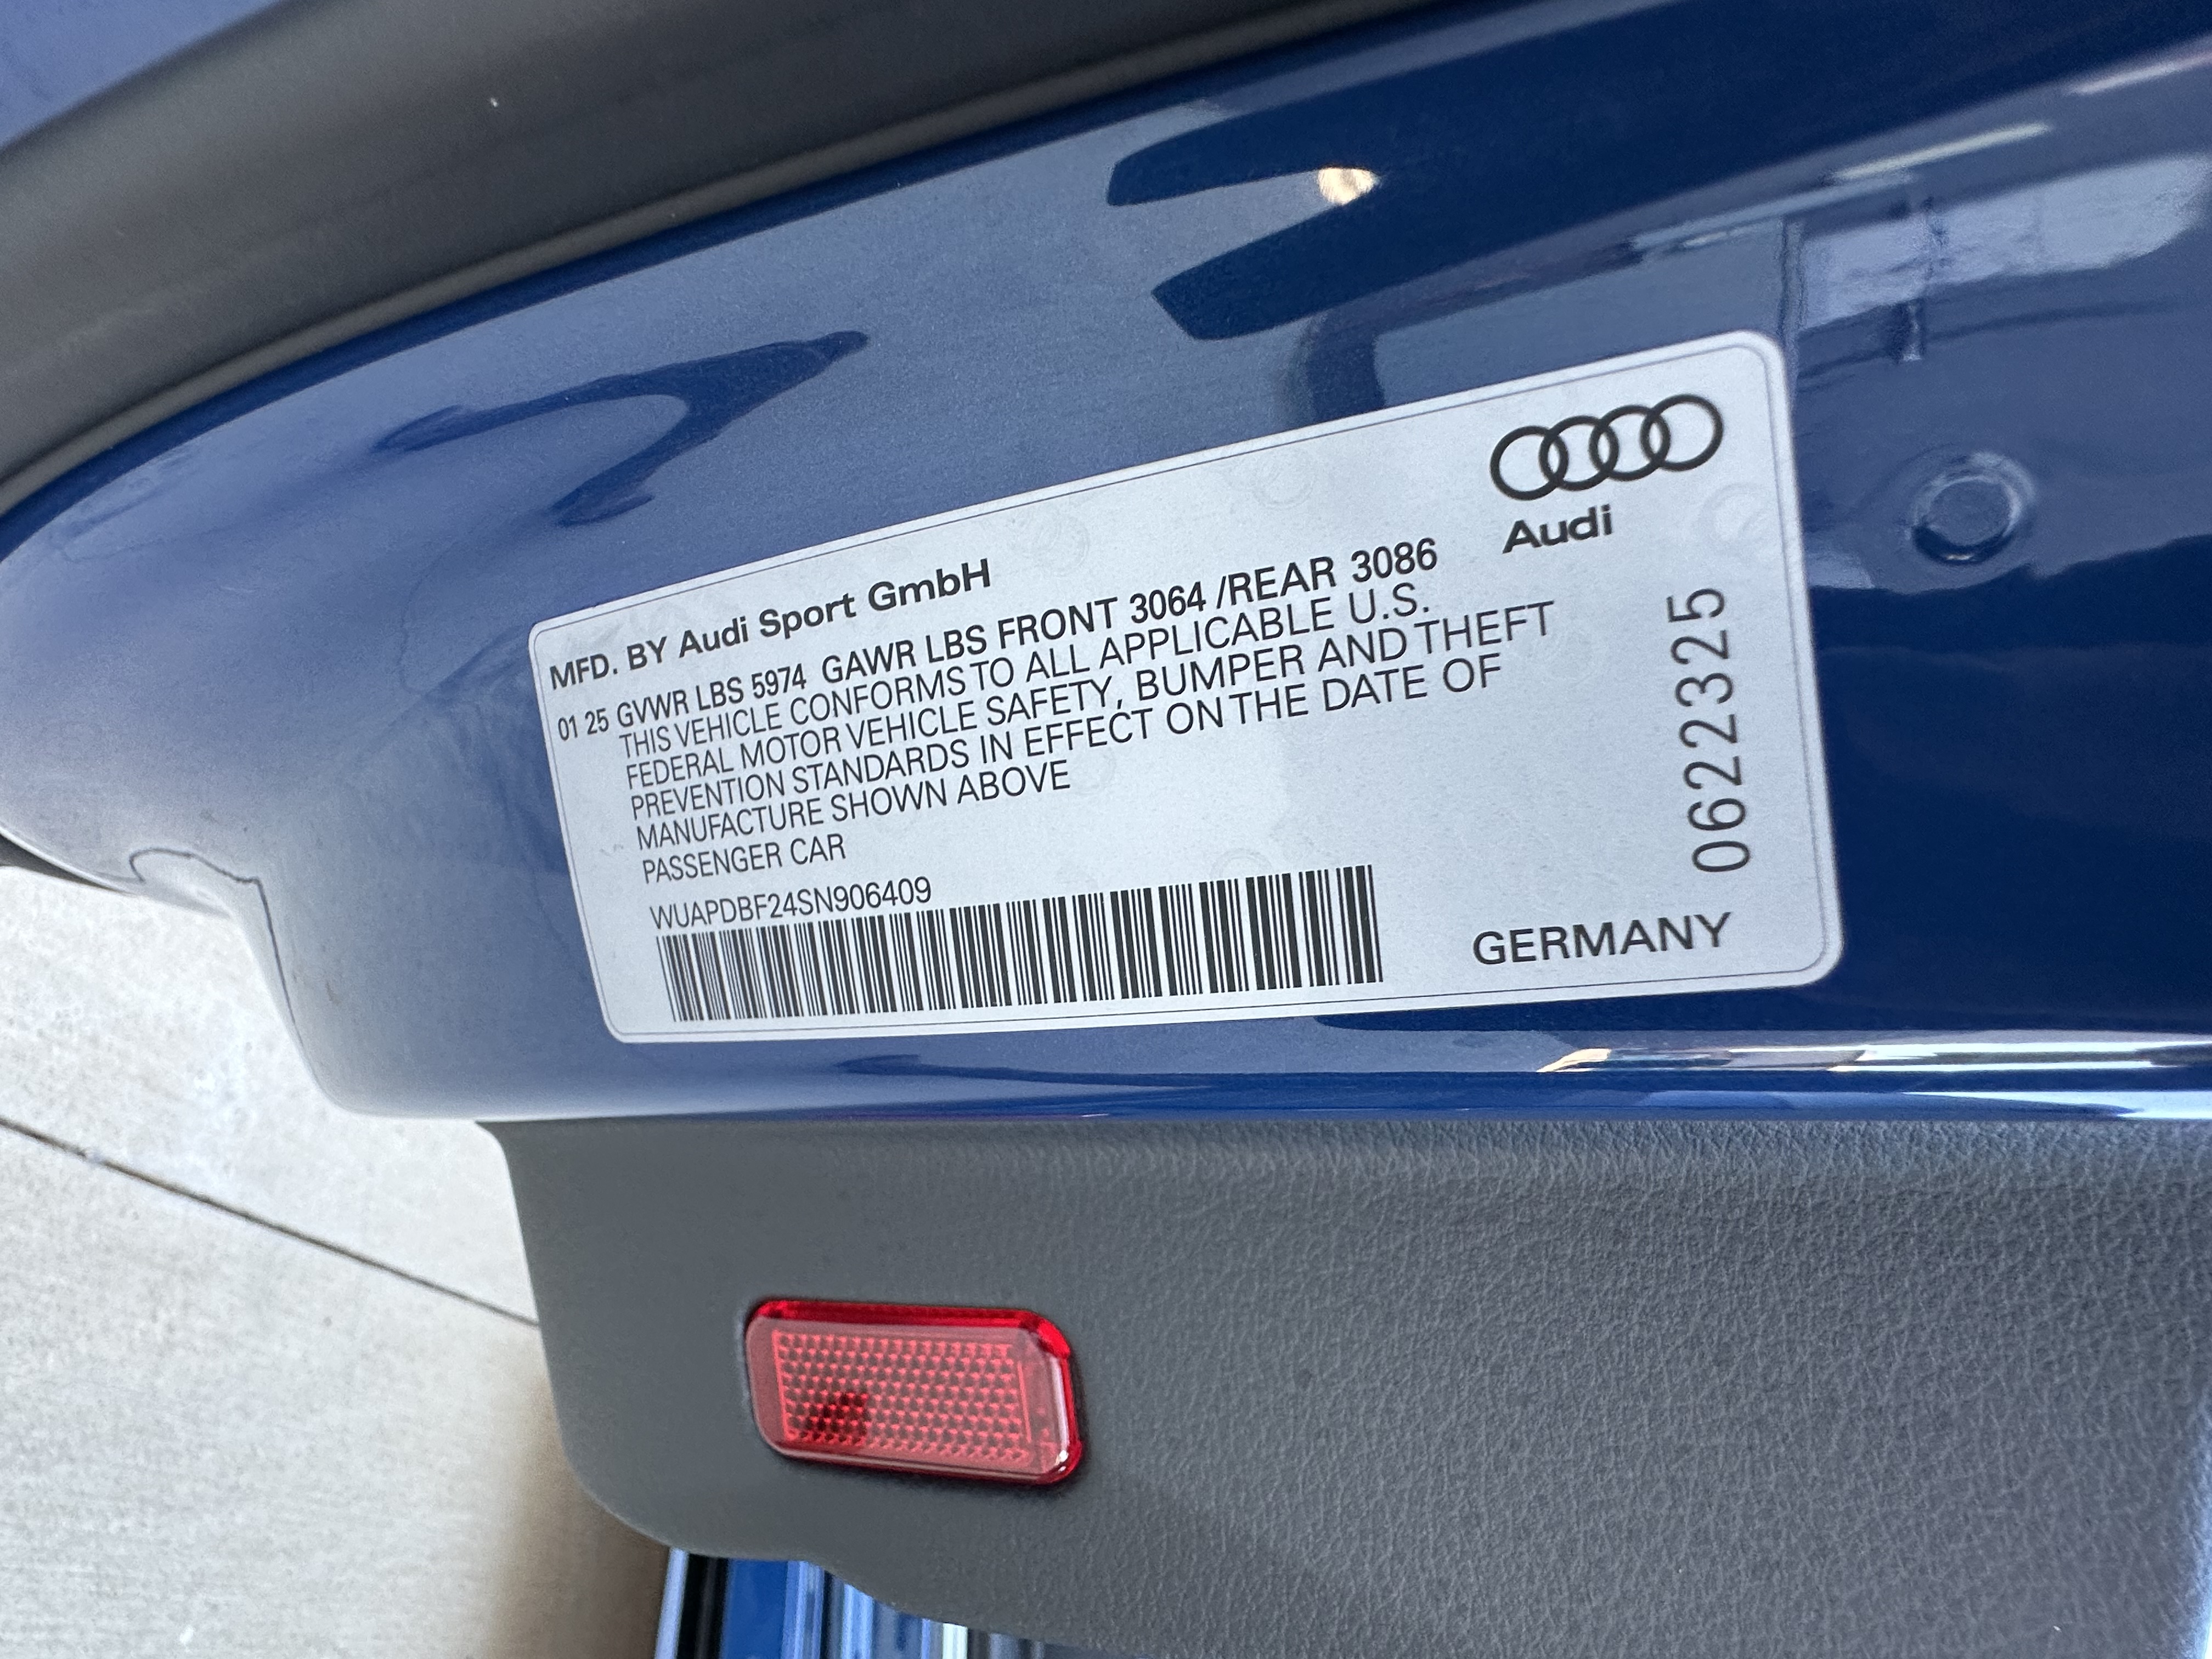 MFD. BY Audi Sport GmbH
Audi
01 25 GVWR LBS 5974 GAWR LBS FRONT 3064 /REAR 3086
THIS VEHICLE CONFORMS TO ALL APPLICABLE U.S.
FEDERAL MOTOR VEHICLE SAFETY, BUMPER AND THEFT
PREVENTION STANDARDS IN EFFECT ON THE DATE OF
MANUFACTURE SHOWN ABOVE
PASSENGER CAR
WUAPDBF24SN906409
GERMANY
0622325